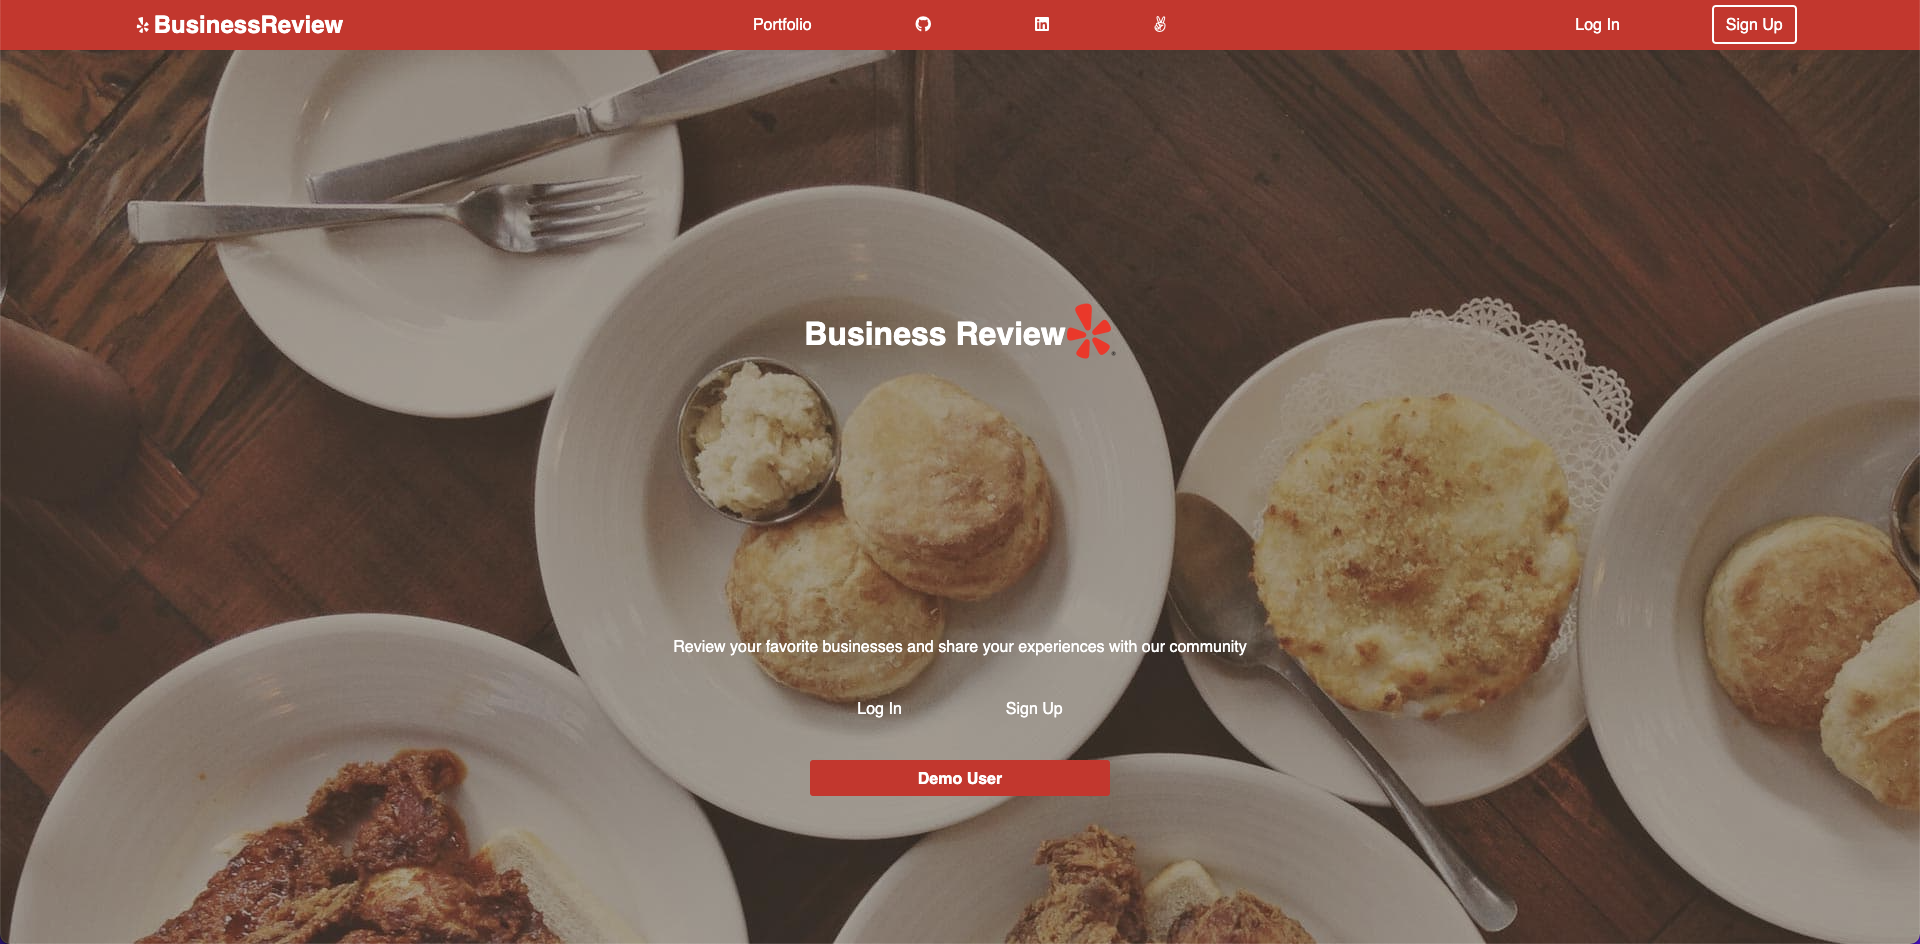 BusinessReview
Portfolio
Log In
Sign Up
Business Review
Review your favorite businesses and share your experiences with our community
Log In
Sign Up
Demo User